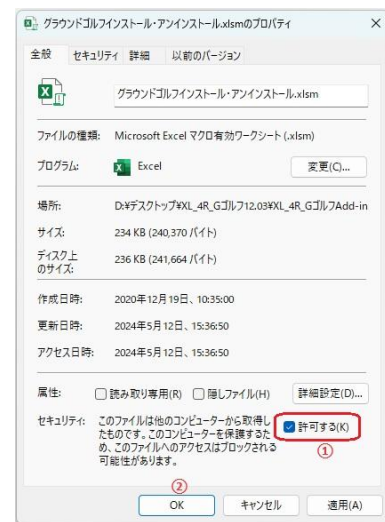 グラウンドゴルフインストール・アンインストール.xlsmのプロパティ
全般 セキュリティ 詳細 以前のバージョン
グラウンドゴルフインストール・アンインストール.xlsm
ファイルの種類: Microsoft Excel マクロ有効ワークシート (.xlsm)
プログラム: Excel 変更(C)...
場所: D:¥デスクトップ¥XL_4R_Gゴルフ12.03¥XL_4R_GゴルフAdd-in
サイズ: 234 KB (240,370 バイト)
ディスク上
のサイズ: 236 KB (241,664 バイト)
作成日時: 2020年12月19日、10:35:00
更新日時: 2024年5月12日、15:36:50
アクセス日時: 2024年5月12日、15:36:50
属性: 読み取り専用(R) 隠しファイル(H) 詳細設定(D)...
セキュリティ: このファイルは他のコンピューターから取得し
たものです。このコンピューターを保護するた
め、このファイルへのアクセスはブロックされる
可能性があります。
許可する(K)
①
②
OK キャンセル 適用(A)